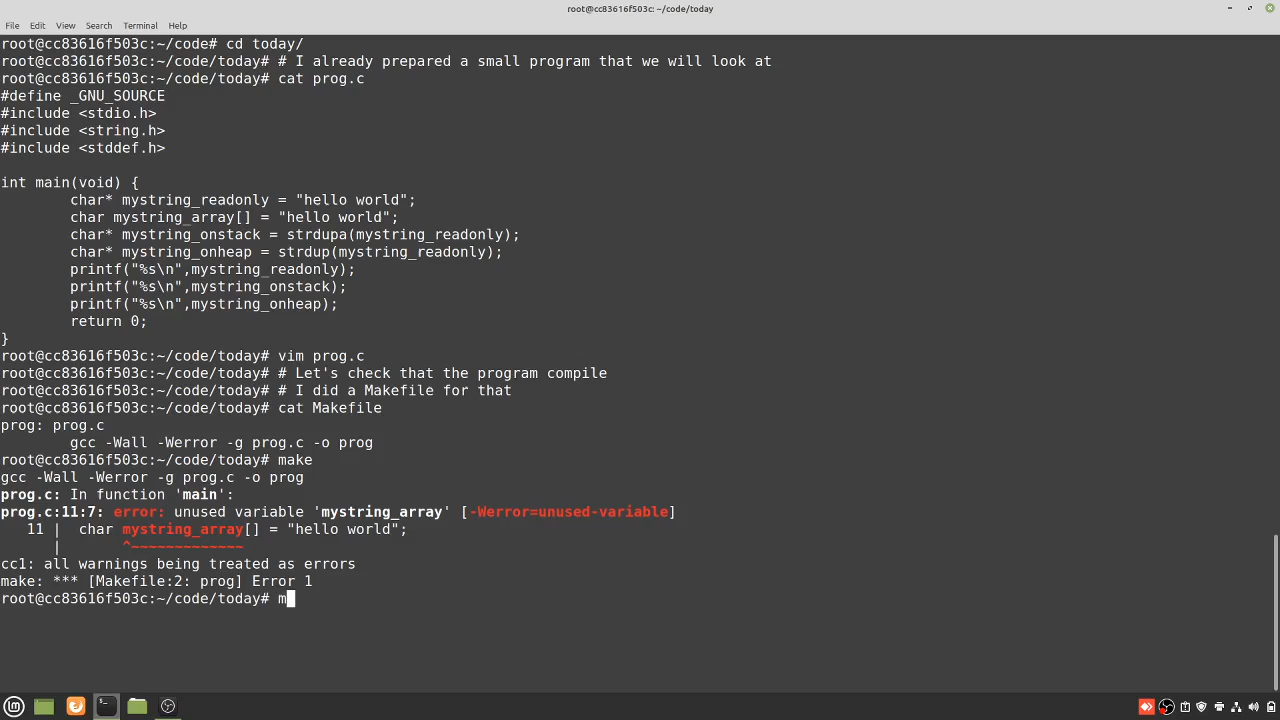 root@cc83616f503c: ~/code/today
File Edit View Search Terminal Help
root@cc83616f503c:~/code# cd today/
root@cc83616f503c:~/code/today# # I already prepared a small program that we will look at
root@cc83616f503c:~/code/today# cat prog.c
#define _GNU_SOURCE
#include <stdio.h>
#include <string.h>
#include <stddef.h>

int main(void) {
        char* mystring_readonly = "hello world";
        char mystring_array[] = "hello world";
        char* mystring_onstack = strdupa(mystring_readonly);
        char* mystring_onheap = strdup(mystring_readonly);
        printf("%s\n",mystring_readonly);
        printf("%s\n",mystring_onstack);
        printf("%s\n",mystring_onheap);
        return 0;
}
root@cc83616f503c:~/code/today# vim prog.c
root@cc83616f503c:~/code/today# # Let's check that the program compile
root@cc83616f503c:~/code/today# # I did a Makefile for that
root@cc83616f503c:~/code/today# cat Makefile
prog: prog.c
        gcc -Wall -Werror -g prog.c -o prog
root@cc83616f503c:~/code/today# make
gcc -Wall -Werror -g prog.c -o prog
prog.c: In function 'main':
prog.c:11:7: error: unused variable 'mystring_array' [-Werror=unused-variable]
   11 |  char mystring_array[] = "hello world";
      |       ^~~~~~~~~~~~~~
cc1: all warnings being treated as errors
make: *** [Makefile:2: prog] Error 1
root@cc83616f503c:~/code/today# m